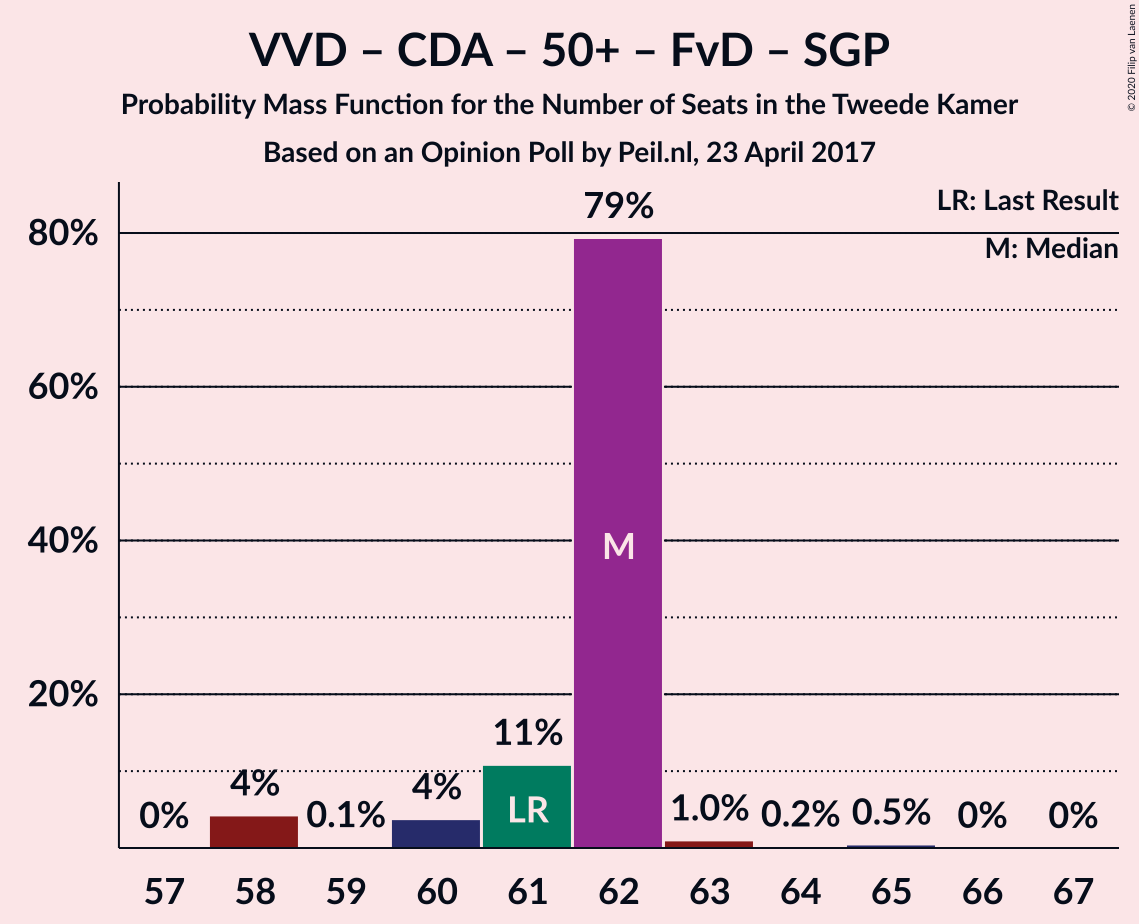 VVD – CDA – 50+ – FvD – SGP
Probability Mass Function for the Number of Seats in the Tweede Kamer
Based on an Opinion Poll by Peil.nl, 23 April 2017
© 2020 Filip van Laenen
LR: Last Result
M: Median
80%
60%
40%
20%
0%
4%
0.1%
4%
11%
79%
1.0%
0.2%
0.5%
0%
0%
LR
M
57 58 59 60 61 62 63 64 65 66 67